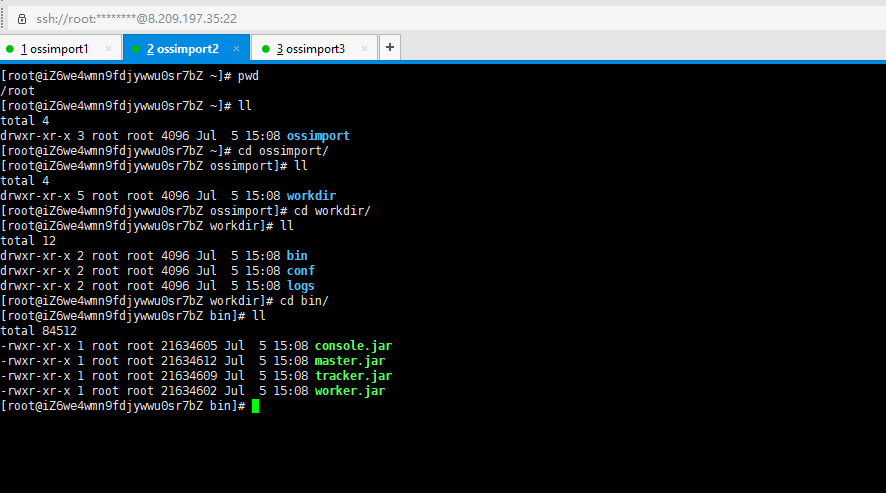 ssh://root:********@8.209.197.35:22
1 ossimport1 × 2 ossimport2 × 3 ossimport3 × +
[root@iZ6we4wmn9fdjywwu0sr7bZ ~]# pwd
/root
[root@iZ6we4wmn9fdjywwu0sr7bZ ~]# ll
total 4
drwxr-xr-x 3 root root 4096 Jul  5 15:08 ossimport
[root@iZ6we4wmn9fdjywwu0sr7bZ ~]# cd ossimport/
[root@iZ6we4wmn9fdjywwu0sr7bZ ossimport]# ll
total 4
drwxr-xr-x 5 root root 4096 Jul  5 15:08 workdir
[root@iZ6we4wmn9fdjywwu0sr7bZ ossimport]# cd workdir/
[root@iZ6we4wmn9fdjywwu0sr7bZ workdir]# ll
total 12
drwxr-xr-x 2 root root 4096 Jul  5 15:08 bin
drwxr-xr-x 2 root root 4096 Jul  5 15:08 conf
drwxr-xr-x 2 root root 4096 Jul  5 15:08 logs
[root@iZ6we4wmn9fdjywwu0sr7bZ workdir]# cd bin/
[root@iZ6we4wmn9fdjywwu0sr7bZ bin]# ll
total 84512
-rwxr-xr-x 1 root root 21634605 Jul  5 15:08 console.jar
-rwxr-xr-x 1 root root 21634612 Jul  5 15:08 master.jar
-rwxr-xr-x 1 root root 21634609 Jul  5 15:08 tracker.jar
-rwxr-xr-x 1 root root 21634602 Jul  5 15:08 worker.jar
[root@iZ6we4wmn9fdjywwu0sr7bZ bin]#